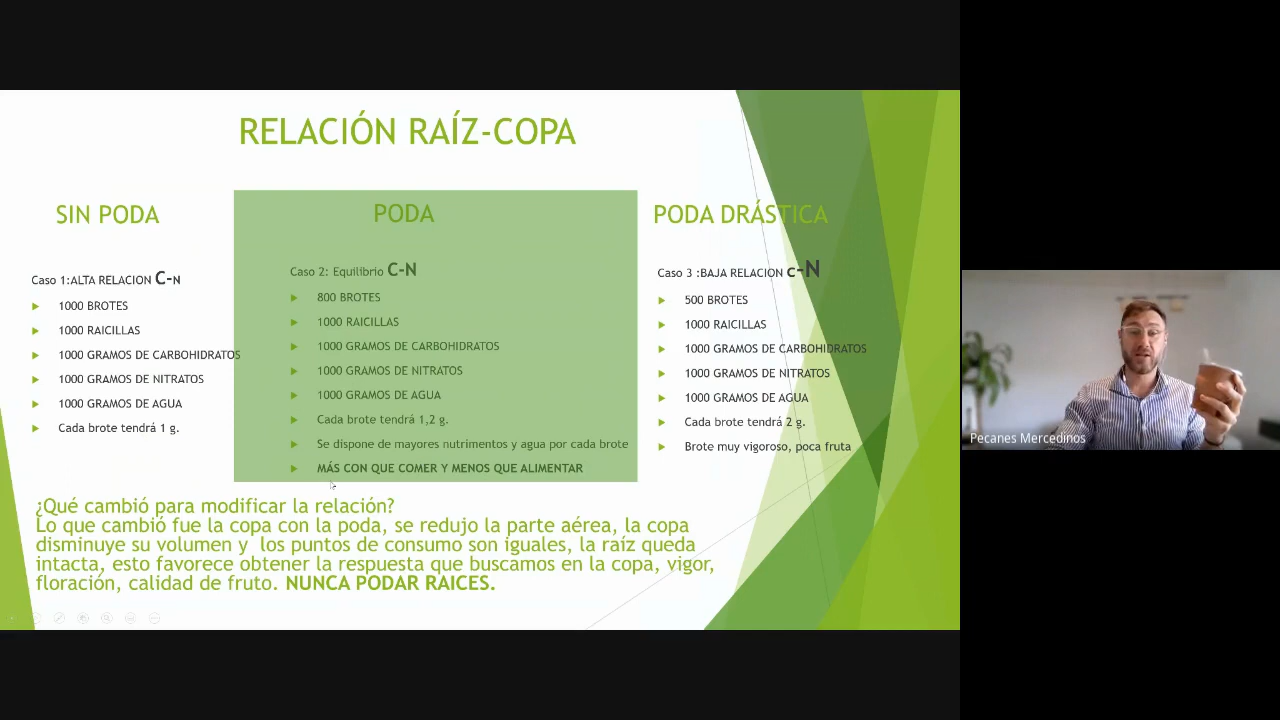 RELACIÓN RAÍZ-COPA
SIN PODA
Caso 1:ALTA RELACION C-N
1000 BROTES
1000 RAICILLAS
1000 GRAMOS DE CARBOHIDRATOS
1000 GRAMOS DE NITRATOS
1000 GRAMOS DE AGUA
Cada brote tendrá 1 g.
PODA
Caso 2: Equilibrio C-N
800 BROTES
1000 RAICILLAS
1000 GRAMOS DE CARBOHIDRATOS
1000 GRAMOS DE NITRATOS
1000 GRAMOS DE AGUA
Cada brote tendrá 1,2 g.
Se dispone de mayores nutrimentos y agua por cada brote
MÁS CON QUE COMER Y MENOS QUE ALIMENTAR
PODA DRÁSTICA
Caso 3 :BAJA RELACION c-N
500 BROTES
1000 RAICILLAS
1000 GRAMOS DE CARBOHIDRATOS
1000 GRAMOS DE NITRATOS
1000 GRAMOS DE AGUA
Cada brote tendrá 2 g.
Brote muy vigoroso, poca fruta
¿Qué cambió para modificar la relación?
Lo que cambió fue la copa con la poda, se redujo la parte aérea, la copa
disminuye su volumen y los puntos de consumo son iguales, la raíz queda
intacta, esto favorece obtener la respuesta que buscamos en la copa, vigor,
floración, calidad de fruto. NUNCA PODAR RAICES.
Pecanes Mercedinos